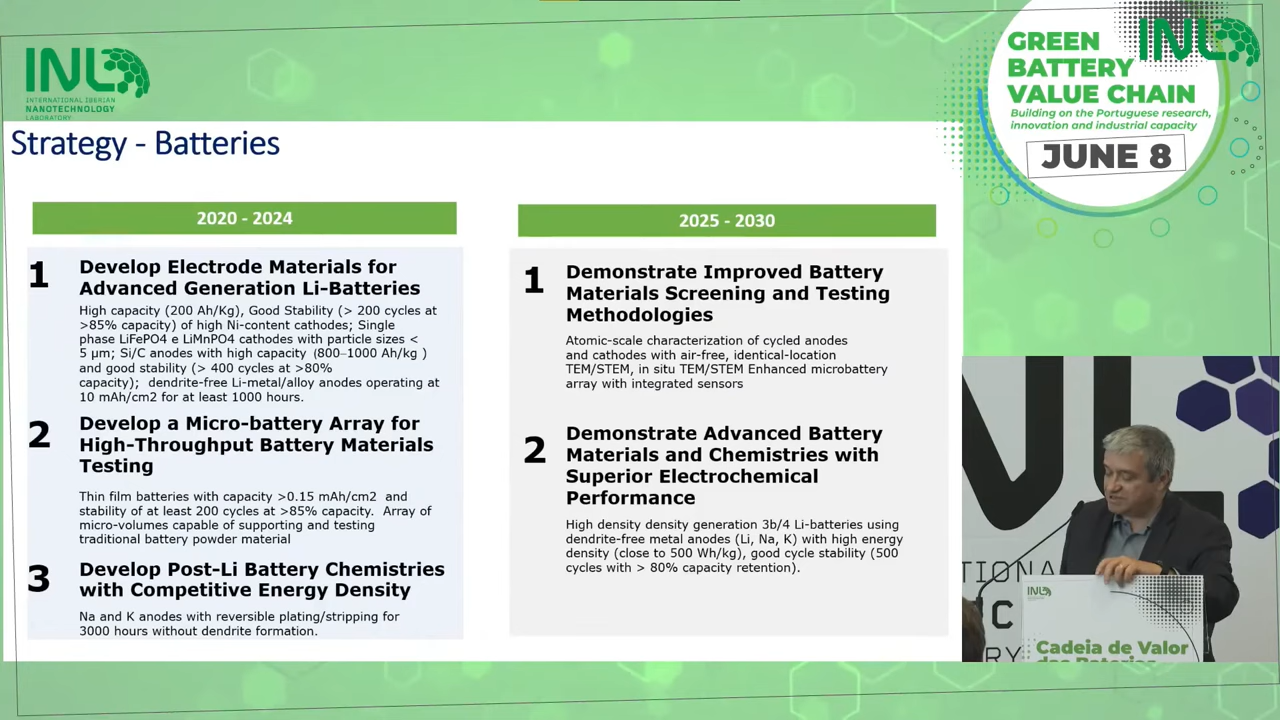 INL
INTERNATIONAL IBERIAN
NANOTECHNOLOGY
LABORATORY
GREEN
BATTERY
VALUE CHAIN
Building on the Portuguese research,
innovation and industrial capacity
JUNE 8
INL
Strategy - Batteries
2020 - 2024
1
Develop Electrode Materials for
Advanced Generation Li-Batteries
High capacity (200 Ah/Kg), Good Stability (> 200 cycles at
>85% capacity) of high Ni-content cathodes; Single
phase LiFePO4 e LiMnPO4 cathodes with particle sizes <
5 µm; Si/C anodes with high capacity (800–1000 Ah/kg )
and good stability (> 400 cycles at >80%
capacity); dendrite-free Li-metal/alloy anodes operating at
10 mAh/cm2 for at least 1000 hours.
2
Develop a Micro-battery Array for
High-Throughput Battery Materials
Testing
Thin film batteries with capacity >0.15 mAh/cm2 and
stability of at least 200 cycles at >85% capacity. Array of
micro-volumes capable of supporting and testing
traditional battery powder material
3
Develop Post-Li Battery Chemistries
with Competitive Energy Density
Na and K anodes with reversible plating/stripping for
3000 hours without dendrite formation.
2025 - 2030
1
Demonstrate Improved Battery
Materials Screening and Testing
Methodologies
Atomic-scale characterization of cycled anodes
and cathodes with air-free, identical-location
TEM/STEM, in situ TEM/STEM Enhanced microbattery
array with integrated sensors
2
Demonstrate Advanced Battery
Materials and Chemistries with
Superior Electrochemical
Performance
High density density generation 3b/4 Li-batteries using
dendrite-free metal anodes (Li, Na, K) with high energy
density (close to 500 Wh/kg), good cycle stability (500
cycles with > 80% capacity retention).
TIONA
C
RY
INL
Cadeia de Valor
das Baterias